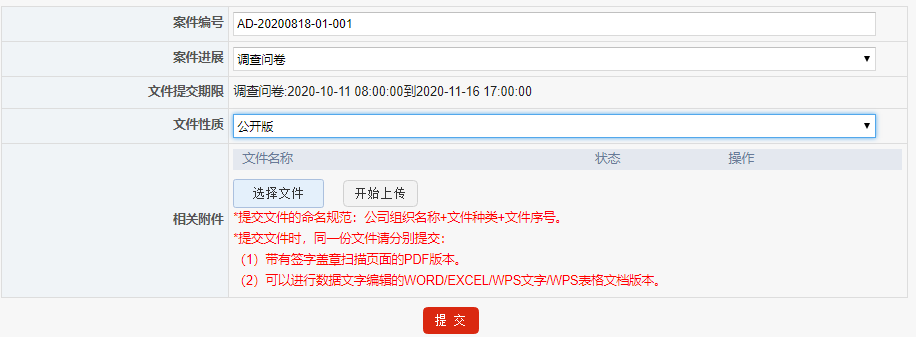 案件编号 AD-20200818-01-001
案件进展 调查问卷
文件提交期限 调查问卷:2020-10-11 08:00:00到2020-11-16 17:00:00
文件性质 公开版
文件名称 状态 操作
选择文件 开始上传
相关附件
*提交文件的命名规范：公司组织名称+文件种类+文件序号。
*提交文件时，同一份文件请分别提交：
（1）带有签字盖章扫描页面的PDF版本。
（2）可以进行数据文字编辑的WORD/EXCEL/WPS文字/WPS表格文档版本。
提 交